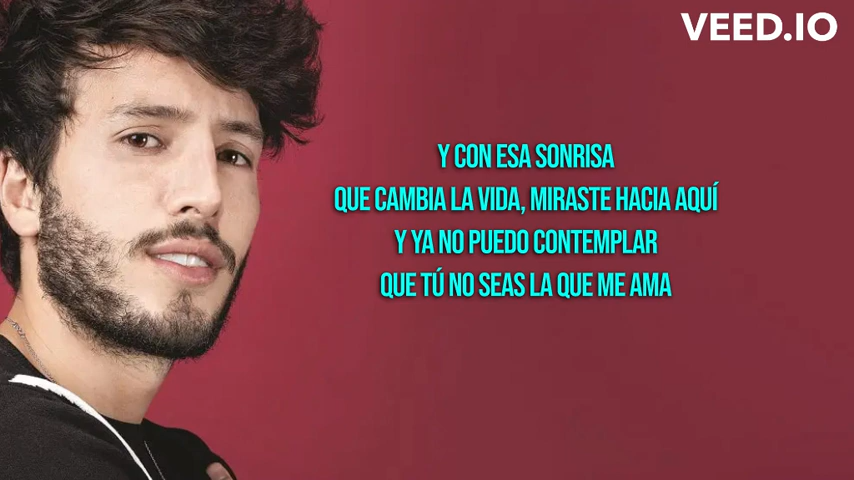 VEED.IO
Y CON ESA SONRISA
QUE CAMBIA LA VIDA, MIRASTE HACIA AQUÍ
Y YA NO PUEDO CONTEMPLAR
QUE TÚ NO SEAS LA QUE ME AMA